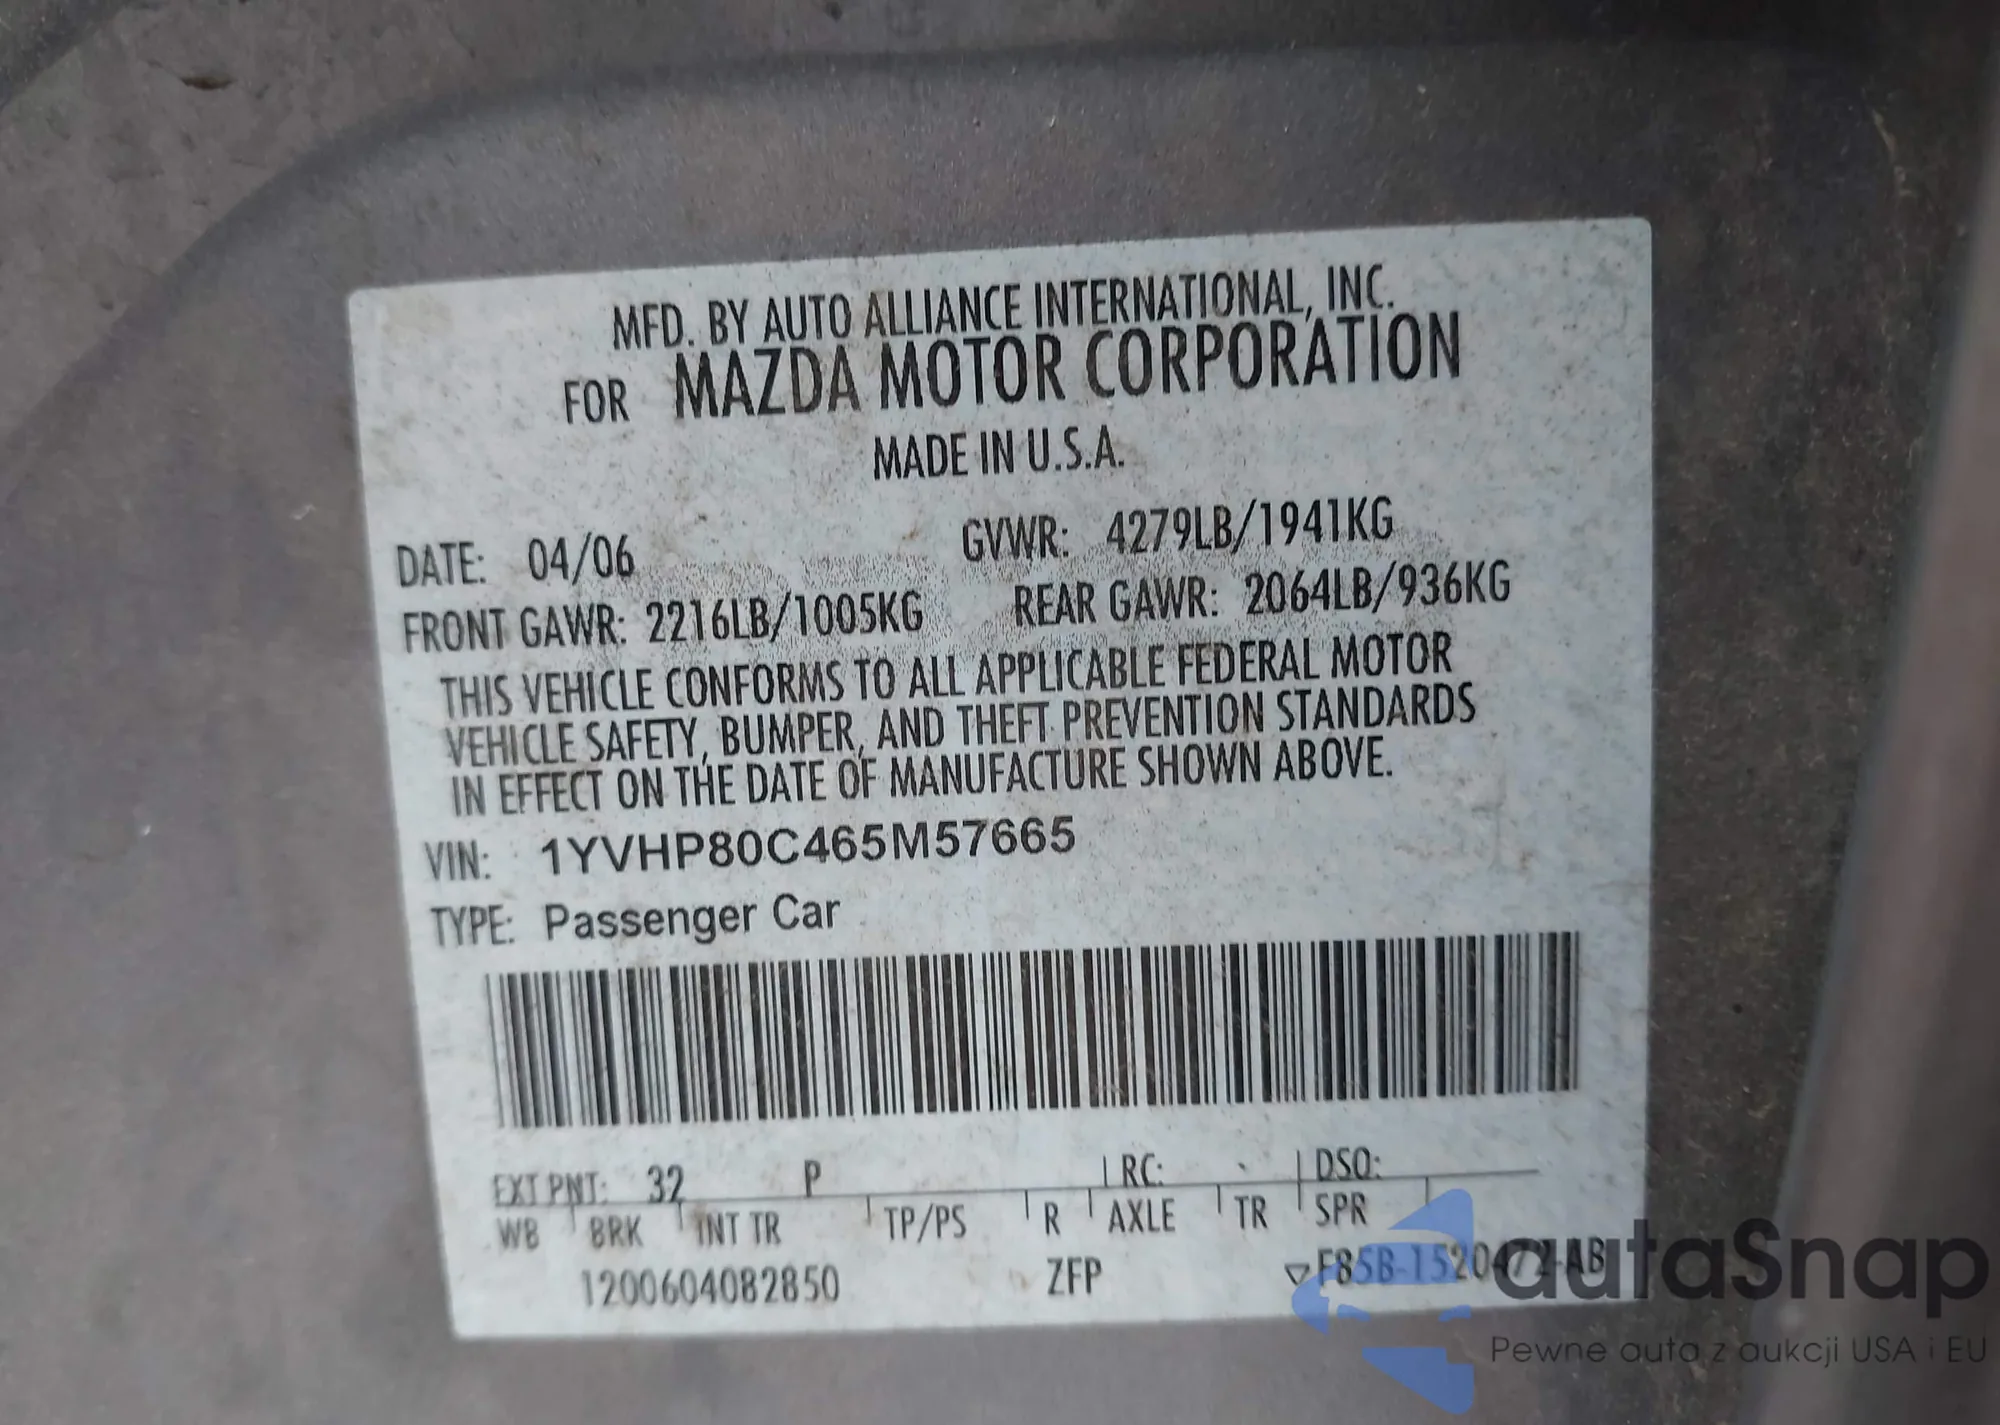 MFD. BY AUTO ALLIANCE INTERNATIONAL, INC.
FOR MAZDA MOTOR CORPORATION
MADE IN U.S.A.
DATE: 04/06 GVWR: 4279LB/1941KG
FRONT GAWR: 2216LB/1005KG REAR GAWR: 2064LB/936KG
THIS VEHICLE CONFORMS TO ALL APPLICABLE FEDERAL MOTOR
VEHICLE SAFETY, BUMPER, AND THEFT PREVENTION STANDARDS
IN EFFECT ON THE DATE OF MANUFACTURE SHOWN ABOVE.
VIN: 1YVHP80C465M57665
TYPE: Passenger Car
EXT PNT: 32 P RC: DSO:
WB BRK INT TR TP/PS R AXLE TR SPR
1200604082850 ZFP F85B-1520472-AB
autaSnap
Pewne auta z aukcji USA i EU